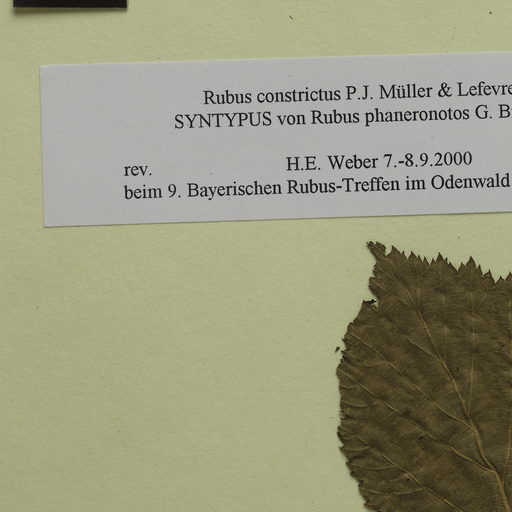 Rubus constrictus P.J. Müller & Lefevre
SYNTYPUS von Rubus phaneronotos G. B
rev. H.E. Weber 7.-8.9.2000
beim 9. Bayerischen Rubus-Treffen im Odenwald